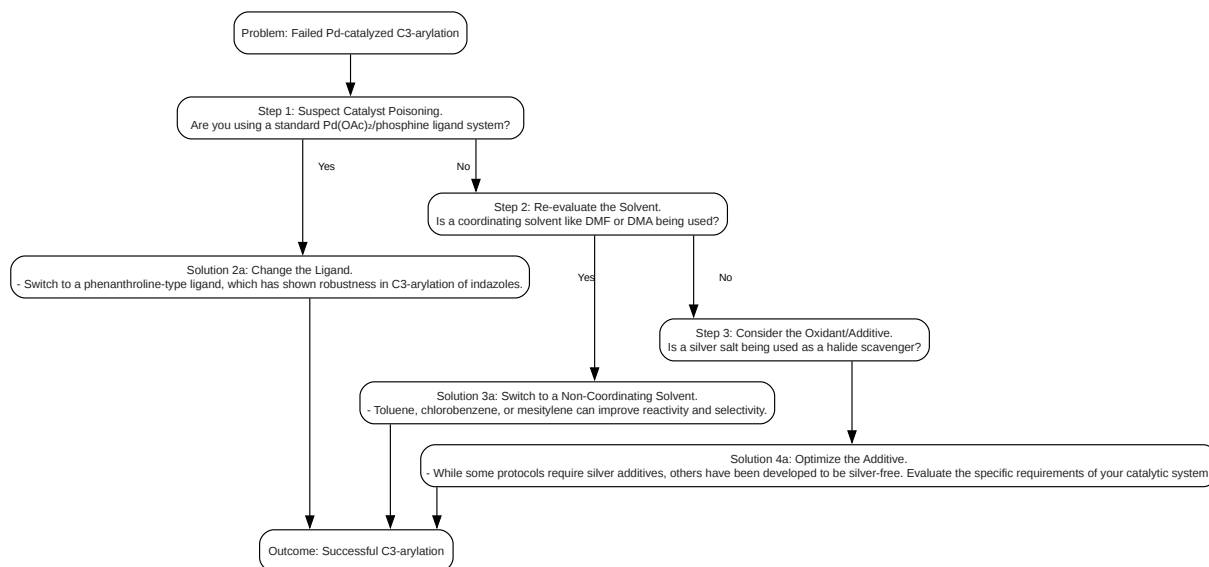 Problem: Failed Pd-catalyzed C3-arylation
Step 1: Suspect Catalyst Poisoning.
Are you using a standard Pd(OAc)₂/phosphine ligand system?
Yes
No
Step 2: Re-evaluate the Solvent.
Is a coordinating solvent like DMF or DMA being used?
Solution 2a: Change the Ligand.
- Switch to a phenanthroline-type ligand, which has shown robustness in C3-arylation of indazoles.
Yes
No
Step 3: Consider the Oxidant/Additive.
Is a silver salt being used as a halide scavenger?
Solution 3a: Switch to a Non-Coordinating Solvent.
- Toluene, chlorobenzene, or mesitylene can improve reactivity and selectivity.
Solution 4a: Optimize the Additive.
- While some protocols require silver additives, others have been developed to be silver-free. Evaluate the specific requirements of your catalytic system
Outcome: Successful C3-arylation